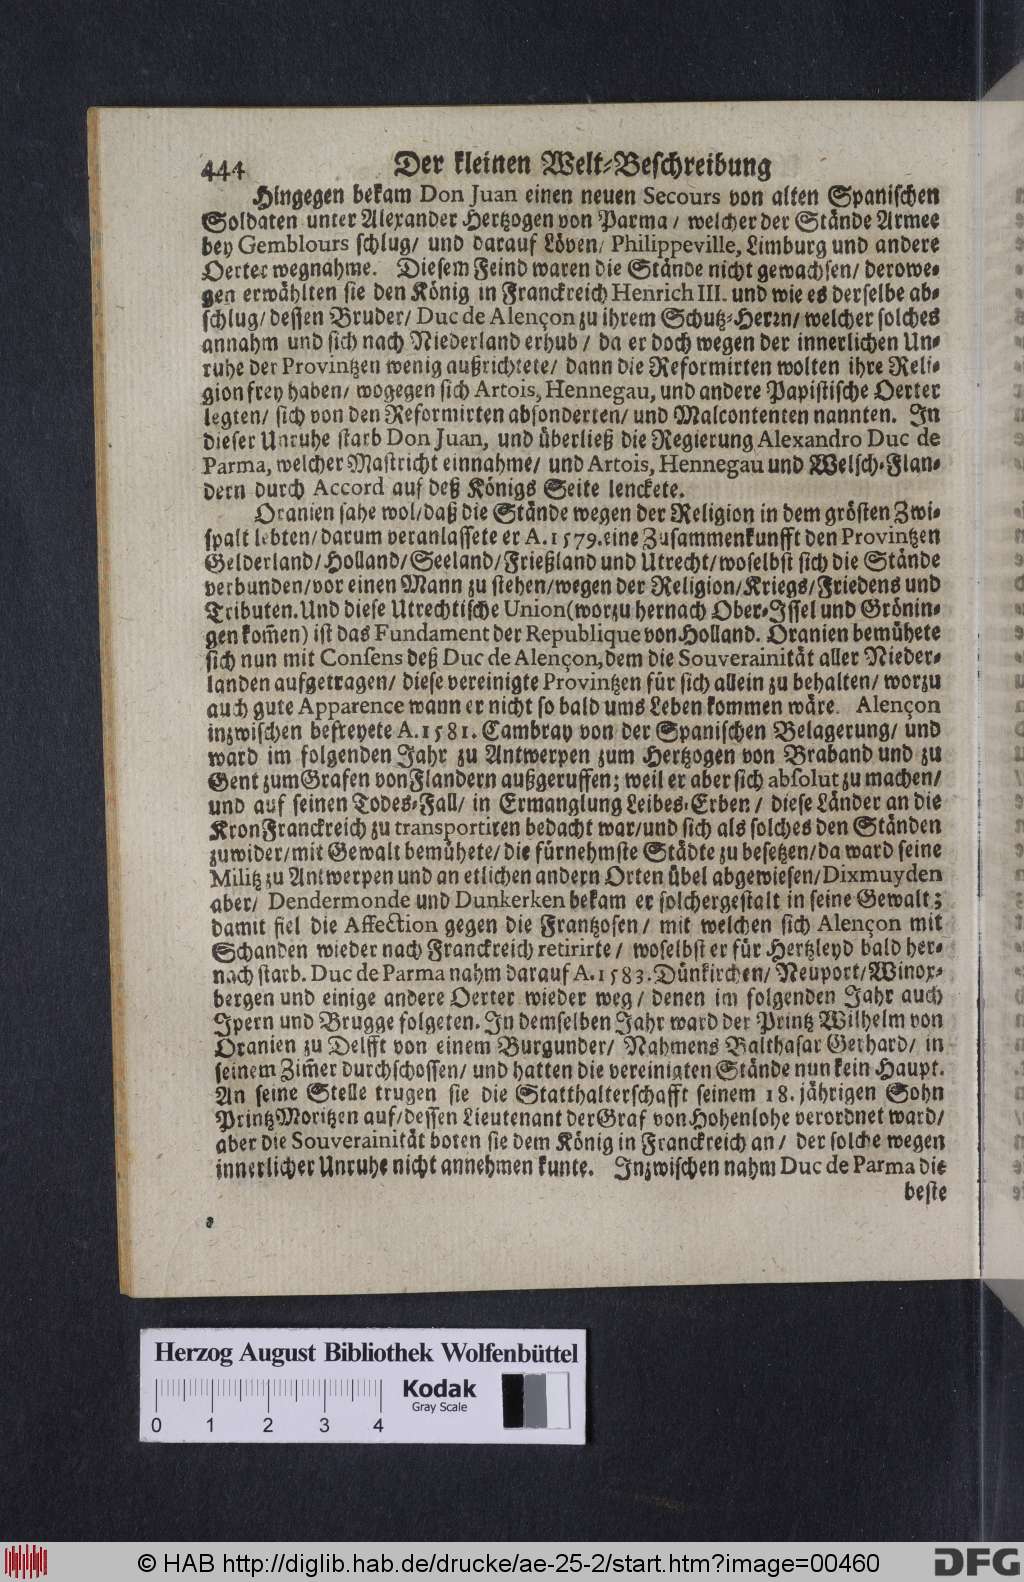 444 Der kleinen Welt-Beschreibung
Hingegen bekam Don Juan einen neuen Secours von alten Spanischen
Soldaten unter Alexander Hertzogen von Parma / welcher der Stände Armee
bey Gemblours schlug / und darauf Löven / Philippeville, Limburg und andere
Oerter wegnahme. Diesem Feind waren die Stände nicht gewachsen / derowe-
gen erwählten sie den König in Franckreich Henrich III. und wie es derselbe ab-
schlug / dessen Bruder / Duc de Alençon zu ihrem Schutz-Herrn / welcher solches
annahm und sich nach Niederland erhub / da er doch wegen der innerlichen Un-
ruhe der Provintzen wenig außrichtete / dann die Reformirten wolten ihre Reli-
gion frey haben / wogegen sich Artois, Hennegau, und andere Papistische Oerter
legten / sich von den Reformirten absonderten / und Malcontenten nannten. In
dieser Unruhe starb Don Juan, und überließ die Regierung Alexandro Duc de
Parma, welcher Mastricht einnahme / und Artois, Hennegau und Welsch-Flan-
dern durch Accord auf deß Königs Seite lenckete.
Oranien sahe wol / daß die Stände wegen der Religion in dem grösten Zwi-
spalt lebten / darum veranlassete er A. 1579. eine Zusammenkunfft den Provintzen
Gelderland / Holland / Seeland / Frießland und Utrecht / woselbst sich die Stände
verbunden / vor einen Mann zu stehen / wegen der Religion / Kriegs / Friedens und
Tributen. Und diese Utrechtische Union (worzu hernach Ober-Issel und Grönin-
gen kom̃en) ist das Fundament der Republique von Holland. Oranien bemühete
sich nun mit Consens deß Duc de Alençon, dem die Souverainität aller Nieder-
landen aufgetragen / diese vereinigte Provintzen für sich allein zu behalten / worzu
auch gute Apparence wann er nicht so bald ums Leben kommen wäre. Alençon
inzwischen befreyete A. 1581. Cambray von der Spanischen Belagerung / und
ward im folgenden Jahr zu Antwerpen zum Hertzogen von Braband und zu
Gent zum Grafen von Flandern außgeruffen; weil er aber sich absolut zu machen /
und auf seinen Todes-Fall / in Ermanglung Leibes-Erben / diese Länder an die
Kron Franckreich zu transportiren bedacht war / und sich als solches den Ständen
zuwider / mit Gewalt bemühete / die fürnehmste Städte zu besetzen / da ward seine
Militz zu Antwerpen und an etlichen andern Orten übel abgewiesen / Dixmuyden
aber / Dendermonde und Dunkerken bekam er solchergestalt in seine Gewalt;
damit fiel die Affection gegen die Frantzosen / mit welchen sich Alençon mit
Schanden wieder nach Franckreich retirirte / woselbst er für Hertzleyd bald her-
nach starb. Duc de Parma nahm darauf A. 1583. Dünkirchen / Neuport / Winox-
bergen und einige andere Oerter wieder weg / denen im folgenden Jahr auch
Ipern und Brugge folgeten. In demselben Jahr ward der Printz Wilhelm von
Oranien zu Delfft von einem Burgunder / Nahmens Balthasar Gerhard / in
seinem Zim̃er durchschossen / und hatten die vereinigten Stände nun kein Haupt.
An seine Stelle trugen sie die Statthalterschafft seinem 18. jährigen Sohn
Printz Moritzen auf / dessen Lieutenant der Graf von Hohenlohe verordnet ward /
aber die Souverainität boten sie dem König in Franckreich an / der solche wegen
innerlicher Unruhe nicht annehmen kunte. Inzwischen nahm Duc de Parma die
beste
Herzog August Bibliothek Wolfenbüttel
Kodak
Gray Scale
0 1 2 3 4
© HAB http://diglib.hab.de/drucke/ae-25-2/start.htm?image=00460
DFG